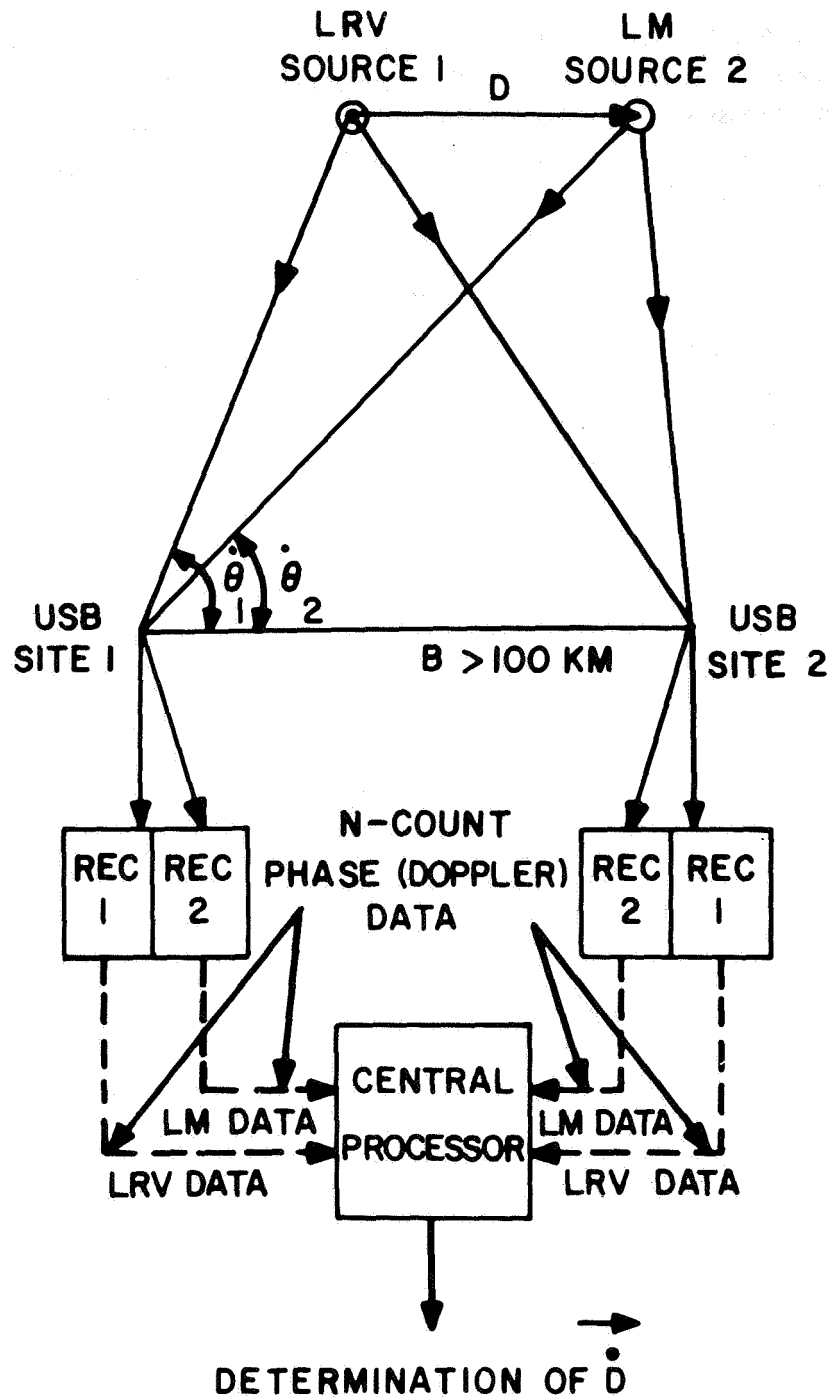 LRV
SOURCE 1
LM
SOURCE 2
D
θ̇
1
θ̇
2
USB
SITE 1
B >100 KM
USB
SITE 2
N-COUNT
PHASE (DOPPLER)
DATA
REC
1
REC
2
REC
2
REC
1
CENTRAL
PROCESSOR
LM DATA
LRV DATA
LM DATA
LRV DATA
DETERMINATION OF Ḋ⃗